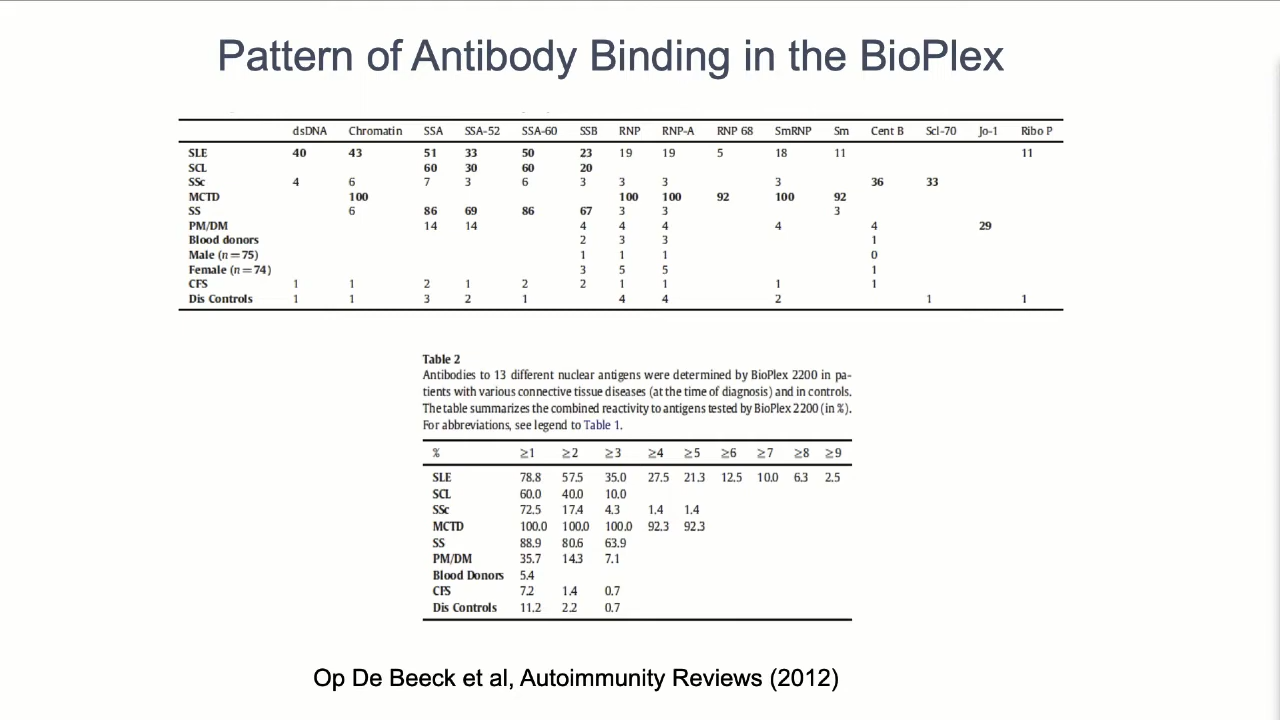 Pattern of Antibody Binding in the BioPlex
dsDNA Chromatin SSA SSA-52 SSA-60 SSB RNP RNP-A RNP 68 SmRNP Sm Cent B Scl-70 Jo-1 Ribo P
SLE 40 43 51 33 50 23 19 19 5 18 11 11
SCL 60 30 60 20
SSc 4 6 7 3 6 3 3 3 3 36 33
MCTD 100 100 100 92 100 92
SS 6 86 69 86 67 3 3 3
PM/DM 14 14 4 4 4 4 4 29
Blood donors 2 3 3 1
Male (n=75) 1 1 1 0
Female (n=74) 3 5 5 1
CFS 1 1 2 1 2 2 1 1 1 1
Dis Controls 1 1 3 2 1 4 4 2 1 1
Table 2
Antibodies to 13 different nuclear antigens were determined by BioPlex 2200 in pa-
tients with various connective tissue diseases (at the time of diagnosis) and in controls.
The table summarizes the combined reactivity to antigens tested by BioPlex 2200 (in %).
For abbreviations, see legend to Table 1.
% ≥1 ≥2 ≥3 ≥4 ≥5 ≥6 ≥7 ≥8 ≥9
SLE 78.8 57.5 35.0 27.5 21.3 12.5 10.0 6.3 2.5
SCL 60.0 40.0 10.0
SSc 72.5 17.4 4.3 1.4 1.4
MCTD 100.0 100.0 100.0 92.3 92.3
SS 88.9 80.6 63.9
PM/DM 35.7 14.3 7.1
Blood Donors 5.4
CFS 7.2 1.4 0.7
Dis Controls 11.2 2.2 0.7
Op De Beeck et al, Autoimmunity Reviews (2012)